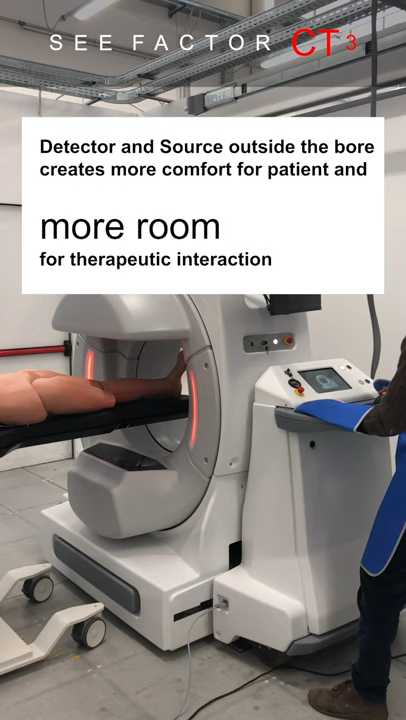 SEE FACTOR CT3
Detector and Source outside the bore
creates more comfort for patient and
more room
for therapeutic interaction